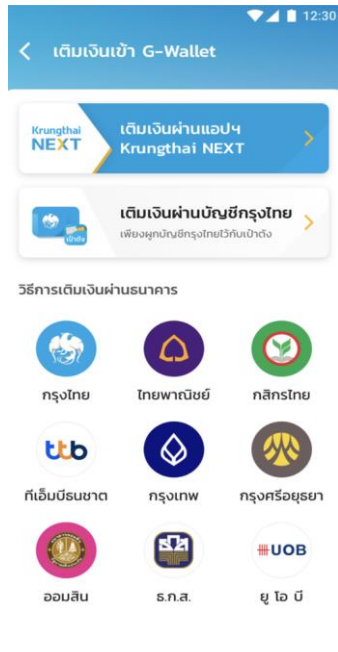 12:30
เติมเงินเข้า G-Wallet
Krungthai
NEXT
เติมเงินผ่านแอปฯ
Krungthai NEXT
เป๋าตัง
เติมเงินผ่านบัญชีกรุงไทย
เพียงผูกบัญชีกรุงไทยไว้กับเป๋าตัง
วิธีการเติมเงินผ่านธนาคาร
กรุงไทย ไทยพาณิชย์ กสิกรไทย
ttb
ทีเอ็มบีธนชาต กรุงเทพ กรุงศรีอยุธยา
UOB
ออมสิน ธ.ก.ส. ยู โอ บี